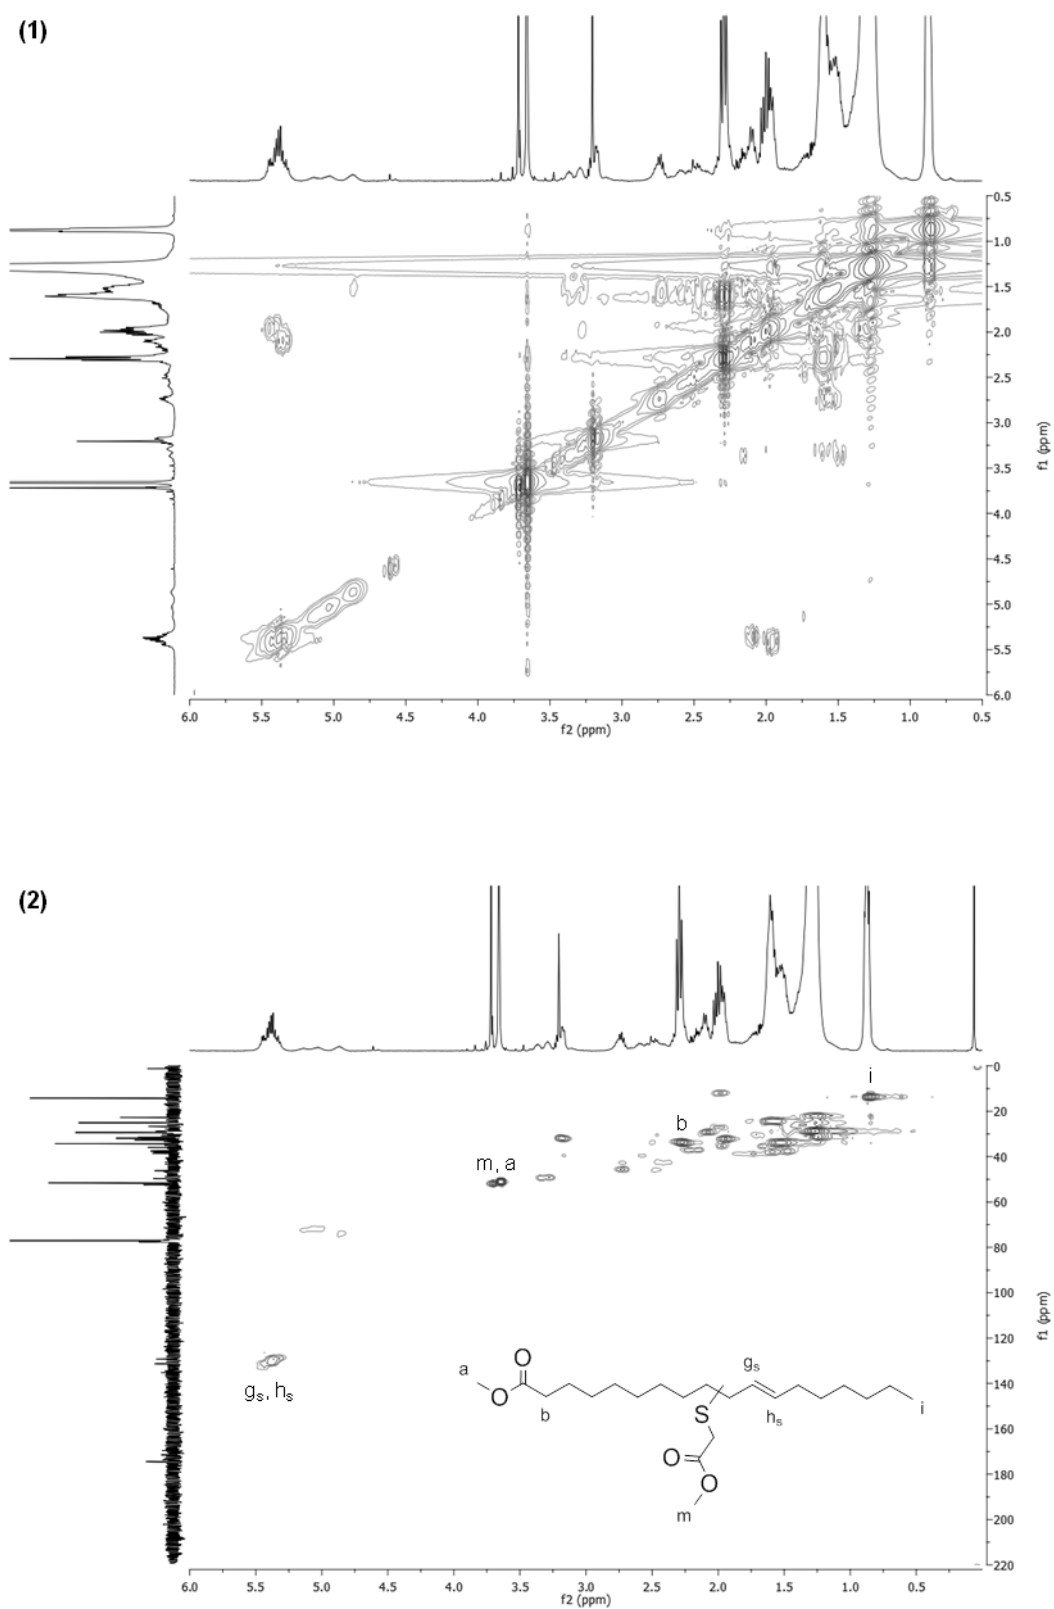 (1)
0.5
1.0
1.5
2.0
2.5
3.0
3.5
4.0
4.5
5.0
5.5
6.0
f1 (ppm)
6.0 5.5 5.0 4.5 4.0 3.5 3.0 2.5 2.0 1.5 1.0 0.5
f2 (ppm)
(2)
0
20
40
60
80
100
120
140
160
180
200
220
f1 (ppm)
i
b
m, a
gs, hs
a
O
O
b
gs
hs
i
S
O
O
m
6.0 5.5 5.0 4.5 4.0 3.5 3.0 2.5 2.0 1.5 1.0 0.5
f2 (ppm)